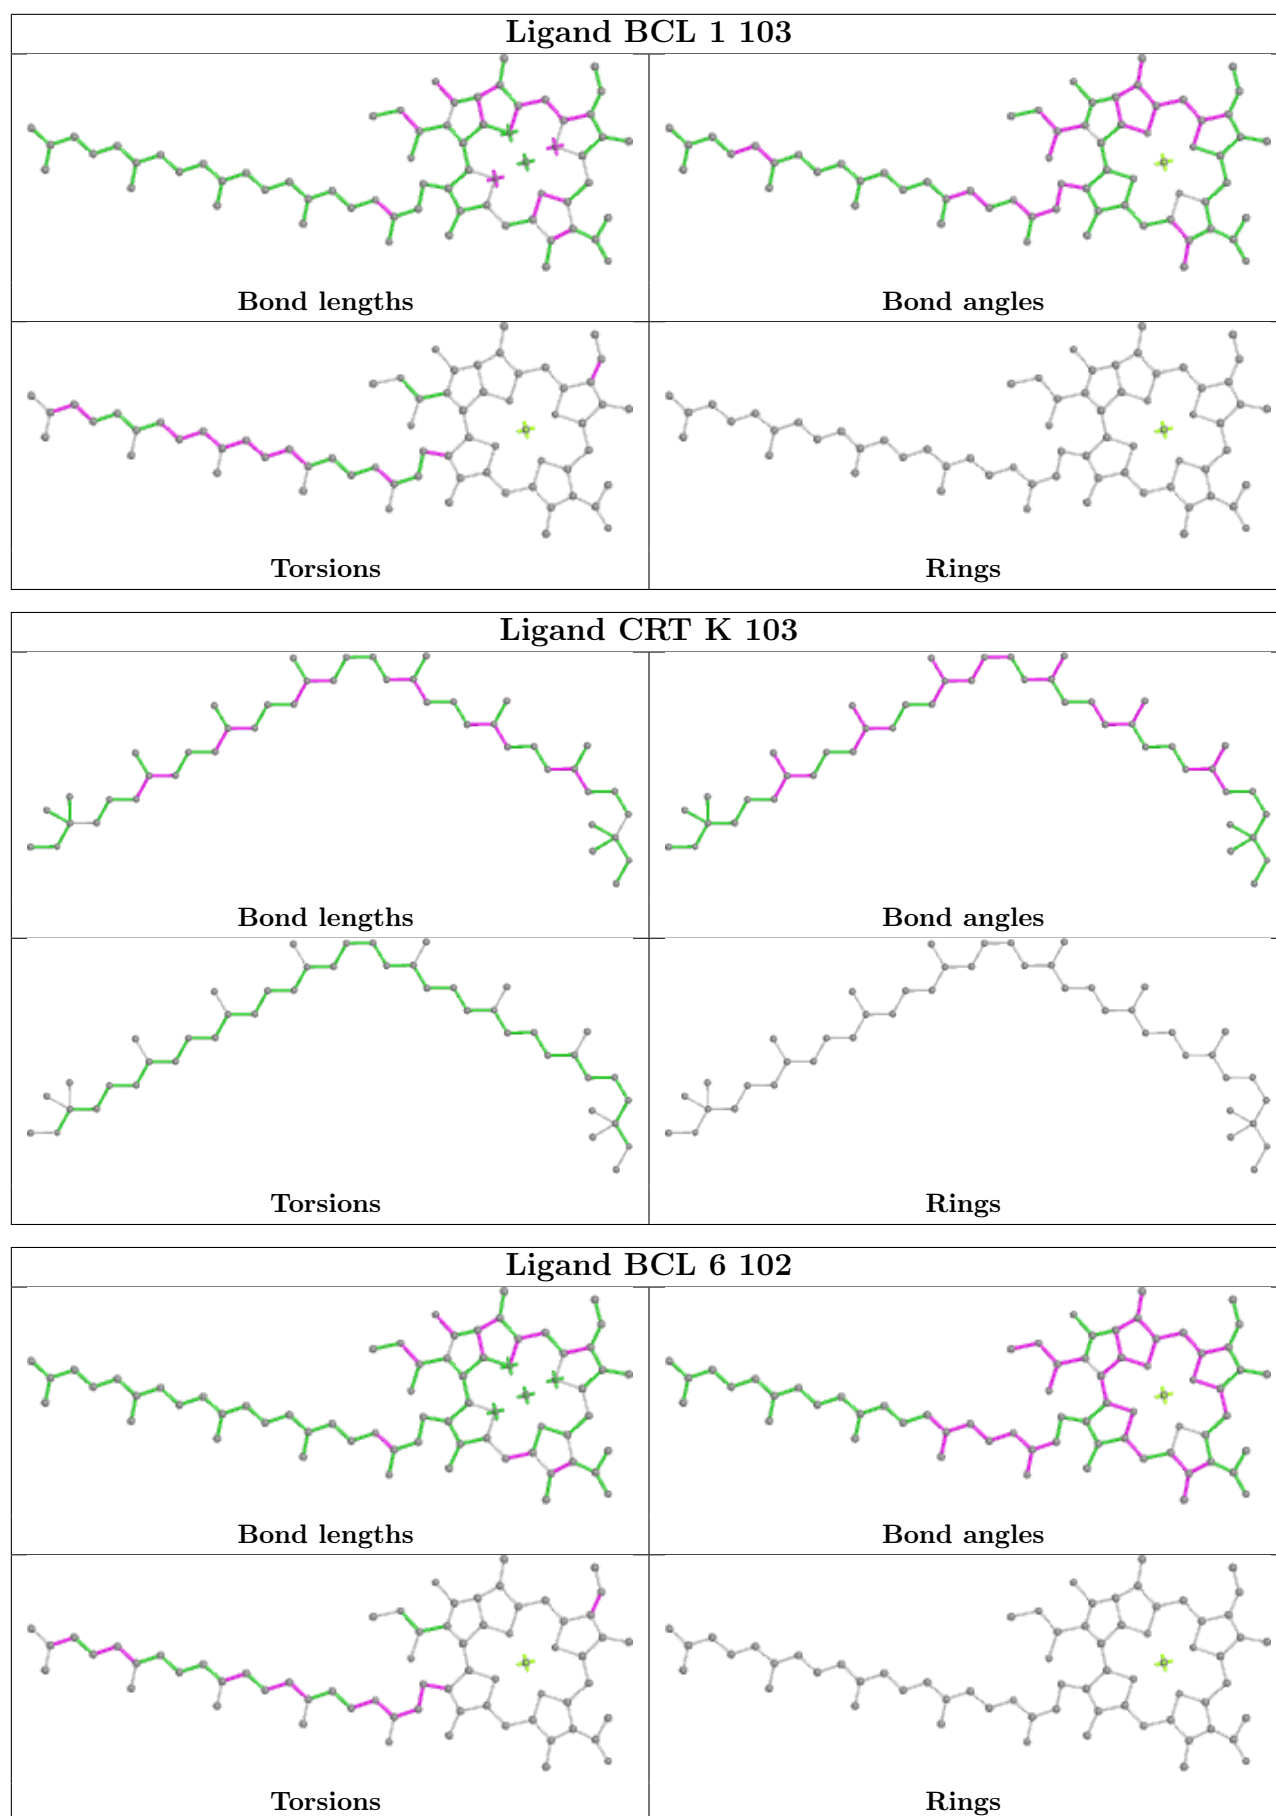 Ligand BCL 1 103
Bond lengths
Bond angles
Torsions
Rings
Ligand CRT K 103
Bond lengths
Bond angles
Torsions
Rings
Ligand BCL 6 102
Bond lengths
Bond angles
Torsions
Rings